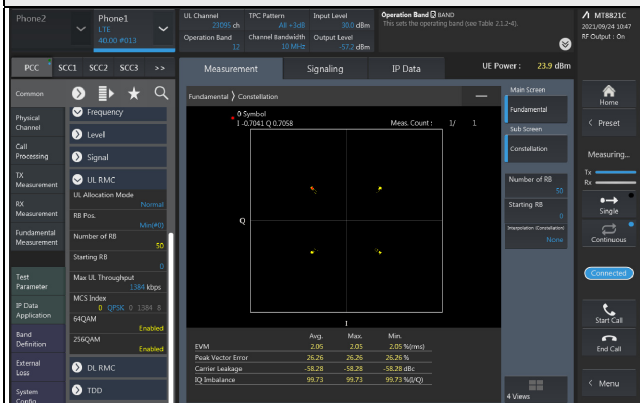 Phone2
Phone1
LTE
40.00 #013
UL Channel
23095 ch
TPC Pattern
All +3dB
Input Level
30.0 dBm
Operation Band BAND
This sets the operating band (see Table 2.1.2-4).
Operation Band
12
Channel Bandwidth
10 MHz
Output Level
-57.2 dBm
MT8821C
2021/09/24 10:47
RF Output : On
PCC
SCC1
SCC2
SCC3
>>
Measurement
Signaling
IP Data
UE Power : 23.9 dBm
Common
Physical
Channel
Call
Processing
TX
Measurement
RX
Measurement
Fundamental
Measurement
Test
Parameter
IP Data
Application
Band
Definition
External
Loss
System
Config
Frequency
Level
Signal
UL RMC
UL Allocation Mode
Normal
RB Pos.
Min(#0)
Number of RB
50
Starting RB
0
Max UL Throughput
1384 kbps
MCS Index
0 QPSK 0 1384 8
64QAM
Enabled
256QAM
Enabled
DL RMC
TDD
Fundamental > Constellation
0 Symbol
I -0.7041 Q 0.7058
Meas. Count : 1/ 1
Q
I
Avg. Max. Min.
EVM 2.05 2.05 2.05 %(rms)
Peak Vector Error 26.26 26.26 26.26 %
Carrier Leakage -58.28 -58.28 -58.28 dBc
IQ Imbalance 99.73 99.73 99.73 %(I/Q)
Main Screen
Fundamental
Sub Screen
Constellation
Number of RB
50
Starting RB
0
Interpolation (Constellation)
None
4 Views
Home
< Preset
Measuring...
Tx
Rx
Single
Continuous
Connected
Start Call
End Call
< Menu